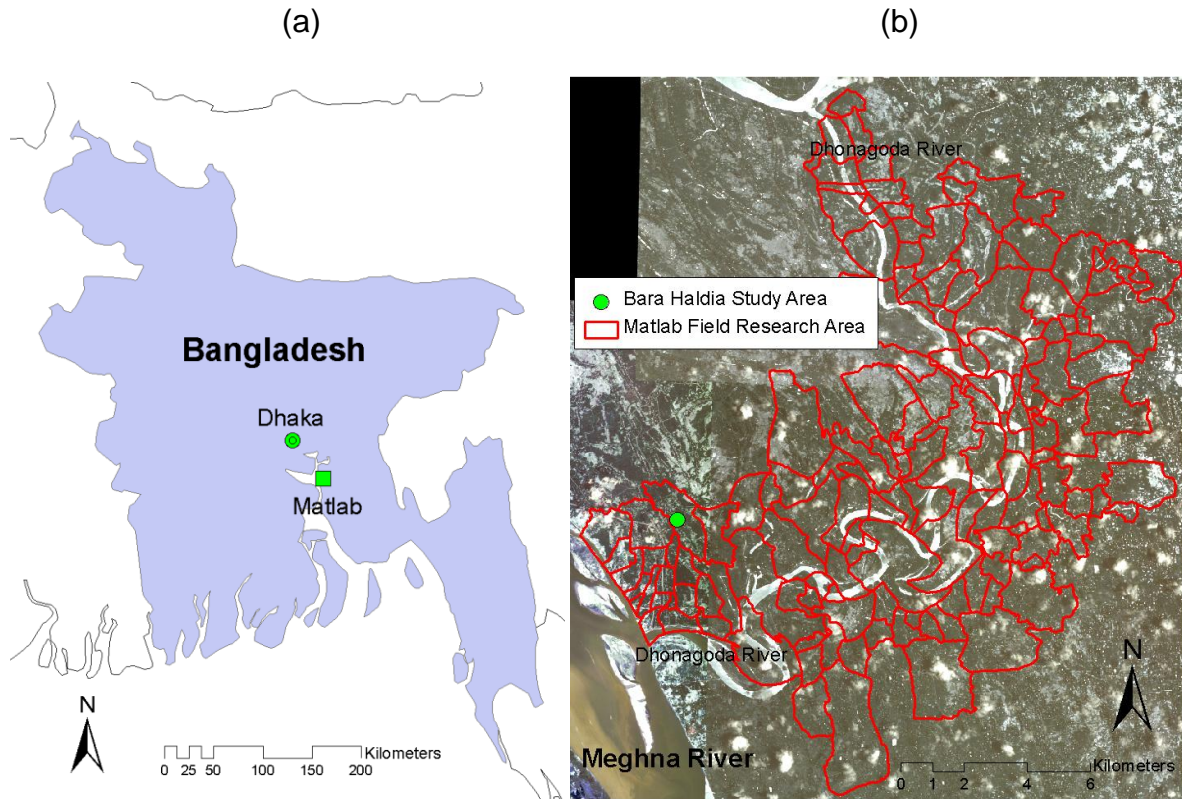 (a)
Bangladesh
Dhaka
Matlab
N
Kilometers
0 25 50 100 150 200
(b)
Dhonagoda River
Bara Haldia Study Area
Matlab Field Research Area
Dhonagoda River
N
Meghna River
Kilometers
0 1 2 4 6